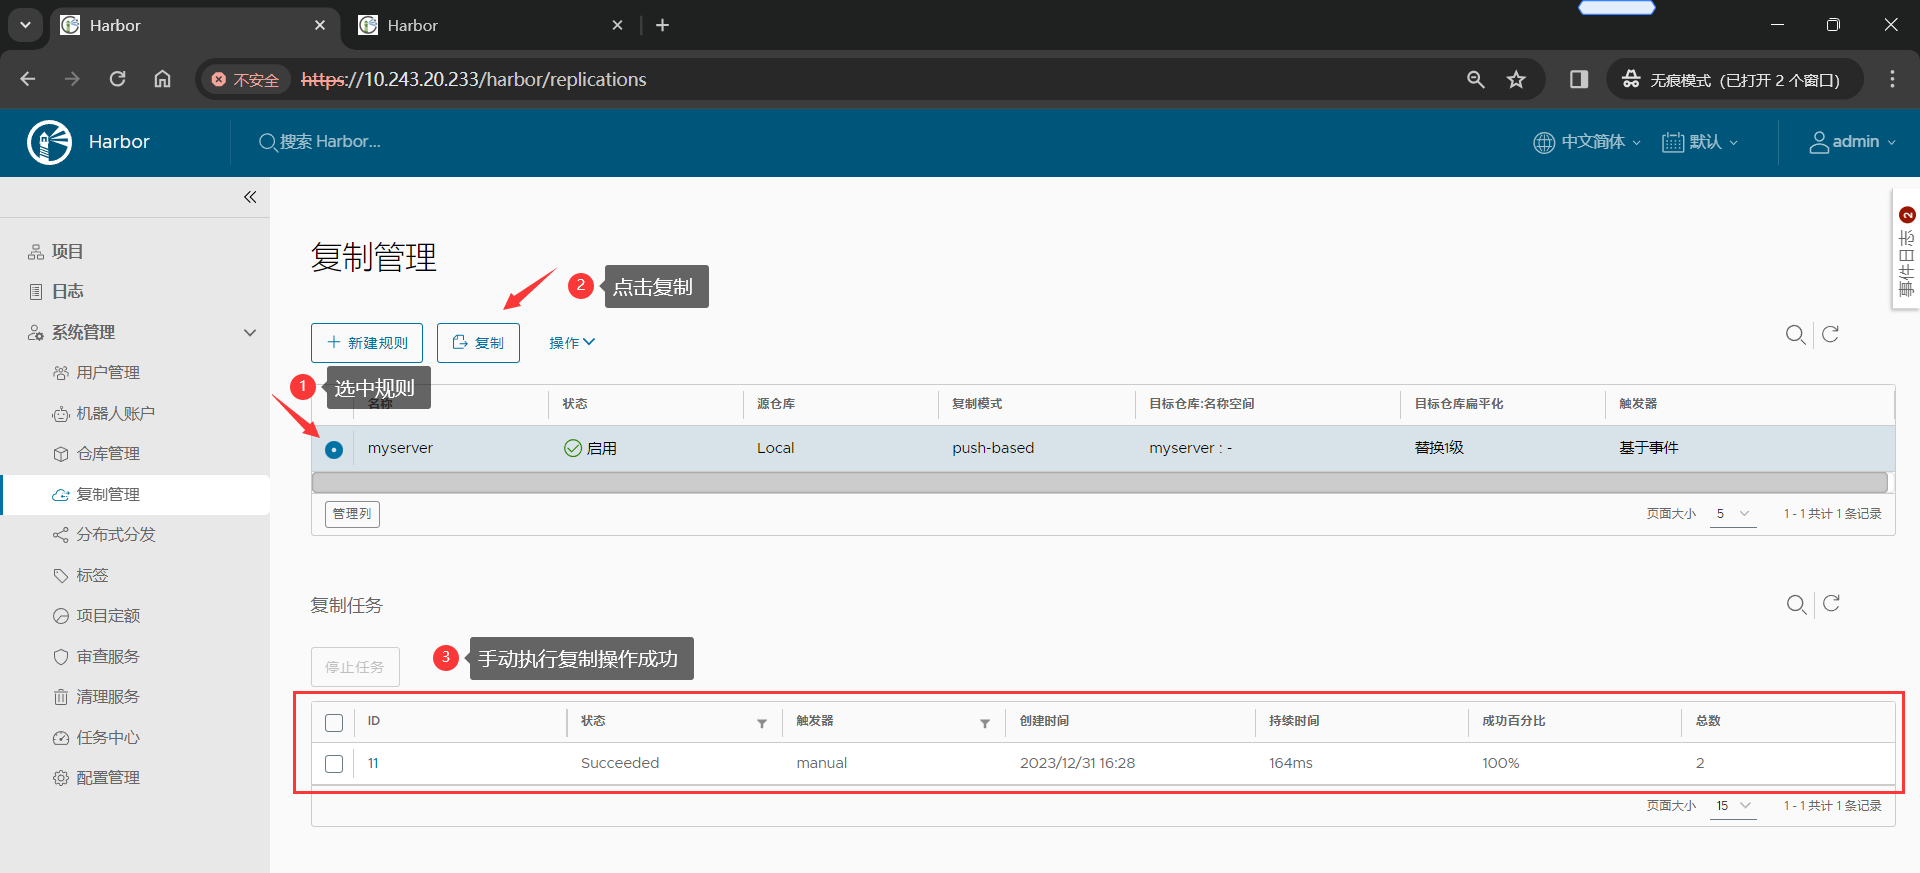 Harbor
Harbor
不安全
https://10.243.20.233/harbor/replications
无痕模式 (已打开 2 个窗口)
Harbor
搜索 Harbor...
中文简体
默认
admin
事件日志 2
项目
日志
系统管理
用户管理
机器人账户
仓库管理
复制管理
分布式分发
标签
项目定额
审查服务
清理服务
任务中心
配置管理
复制管理
2 点击复制
新建规则 复制 操作
1 选中规则
名称 状态 源仓库 复制模式 目标仓库:名称空间 目标仓库扁平化 触发器
myserver 启用 Local push-based myserver : - 替换1级 基于事件
管理列 页面大小 5 1 - 1 共计 1 条记录
复制任务
停止任务 3 手动执行复制操作成功
ID 状态 触发器 创建时间 持续时间 成功百分比 总数
11 Succeeded manual 2023/12/31 16:28 164ms 100% 2
页面大小 15 1 - 1 共计 1 条记录